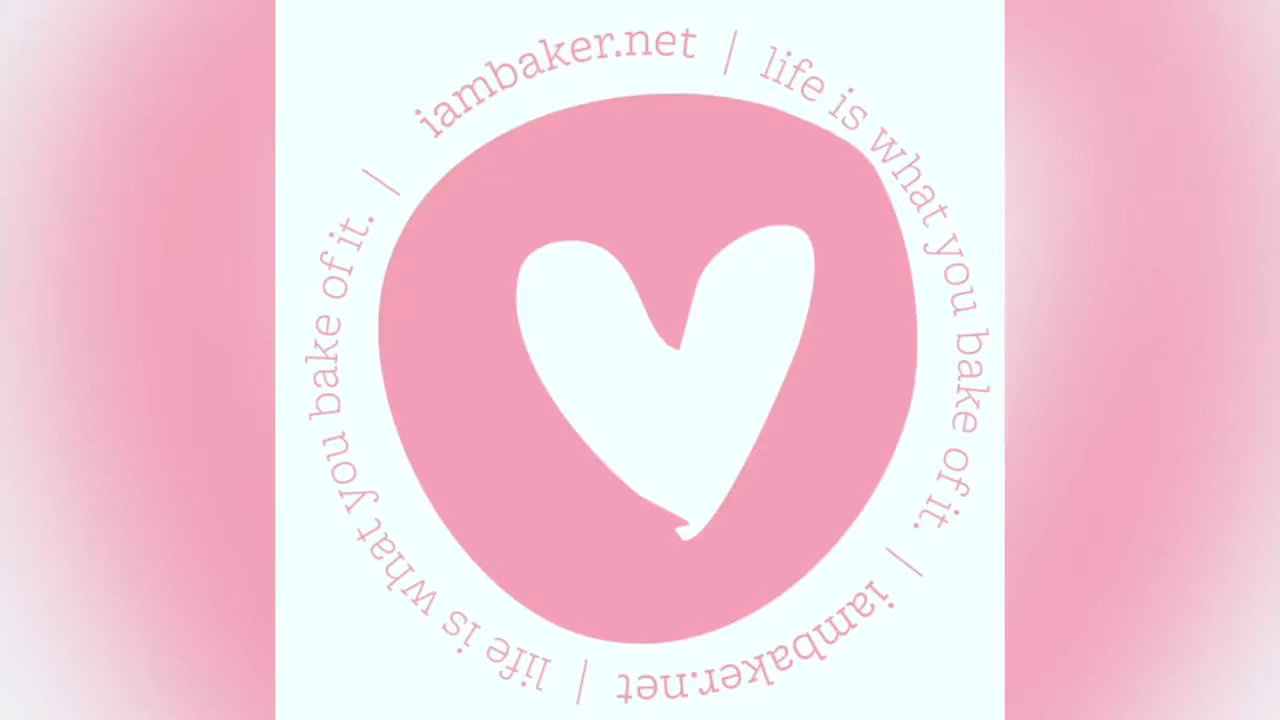 iambaker.net | life is what you bake of it. | iambaker.net | life is what you bake of it. |